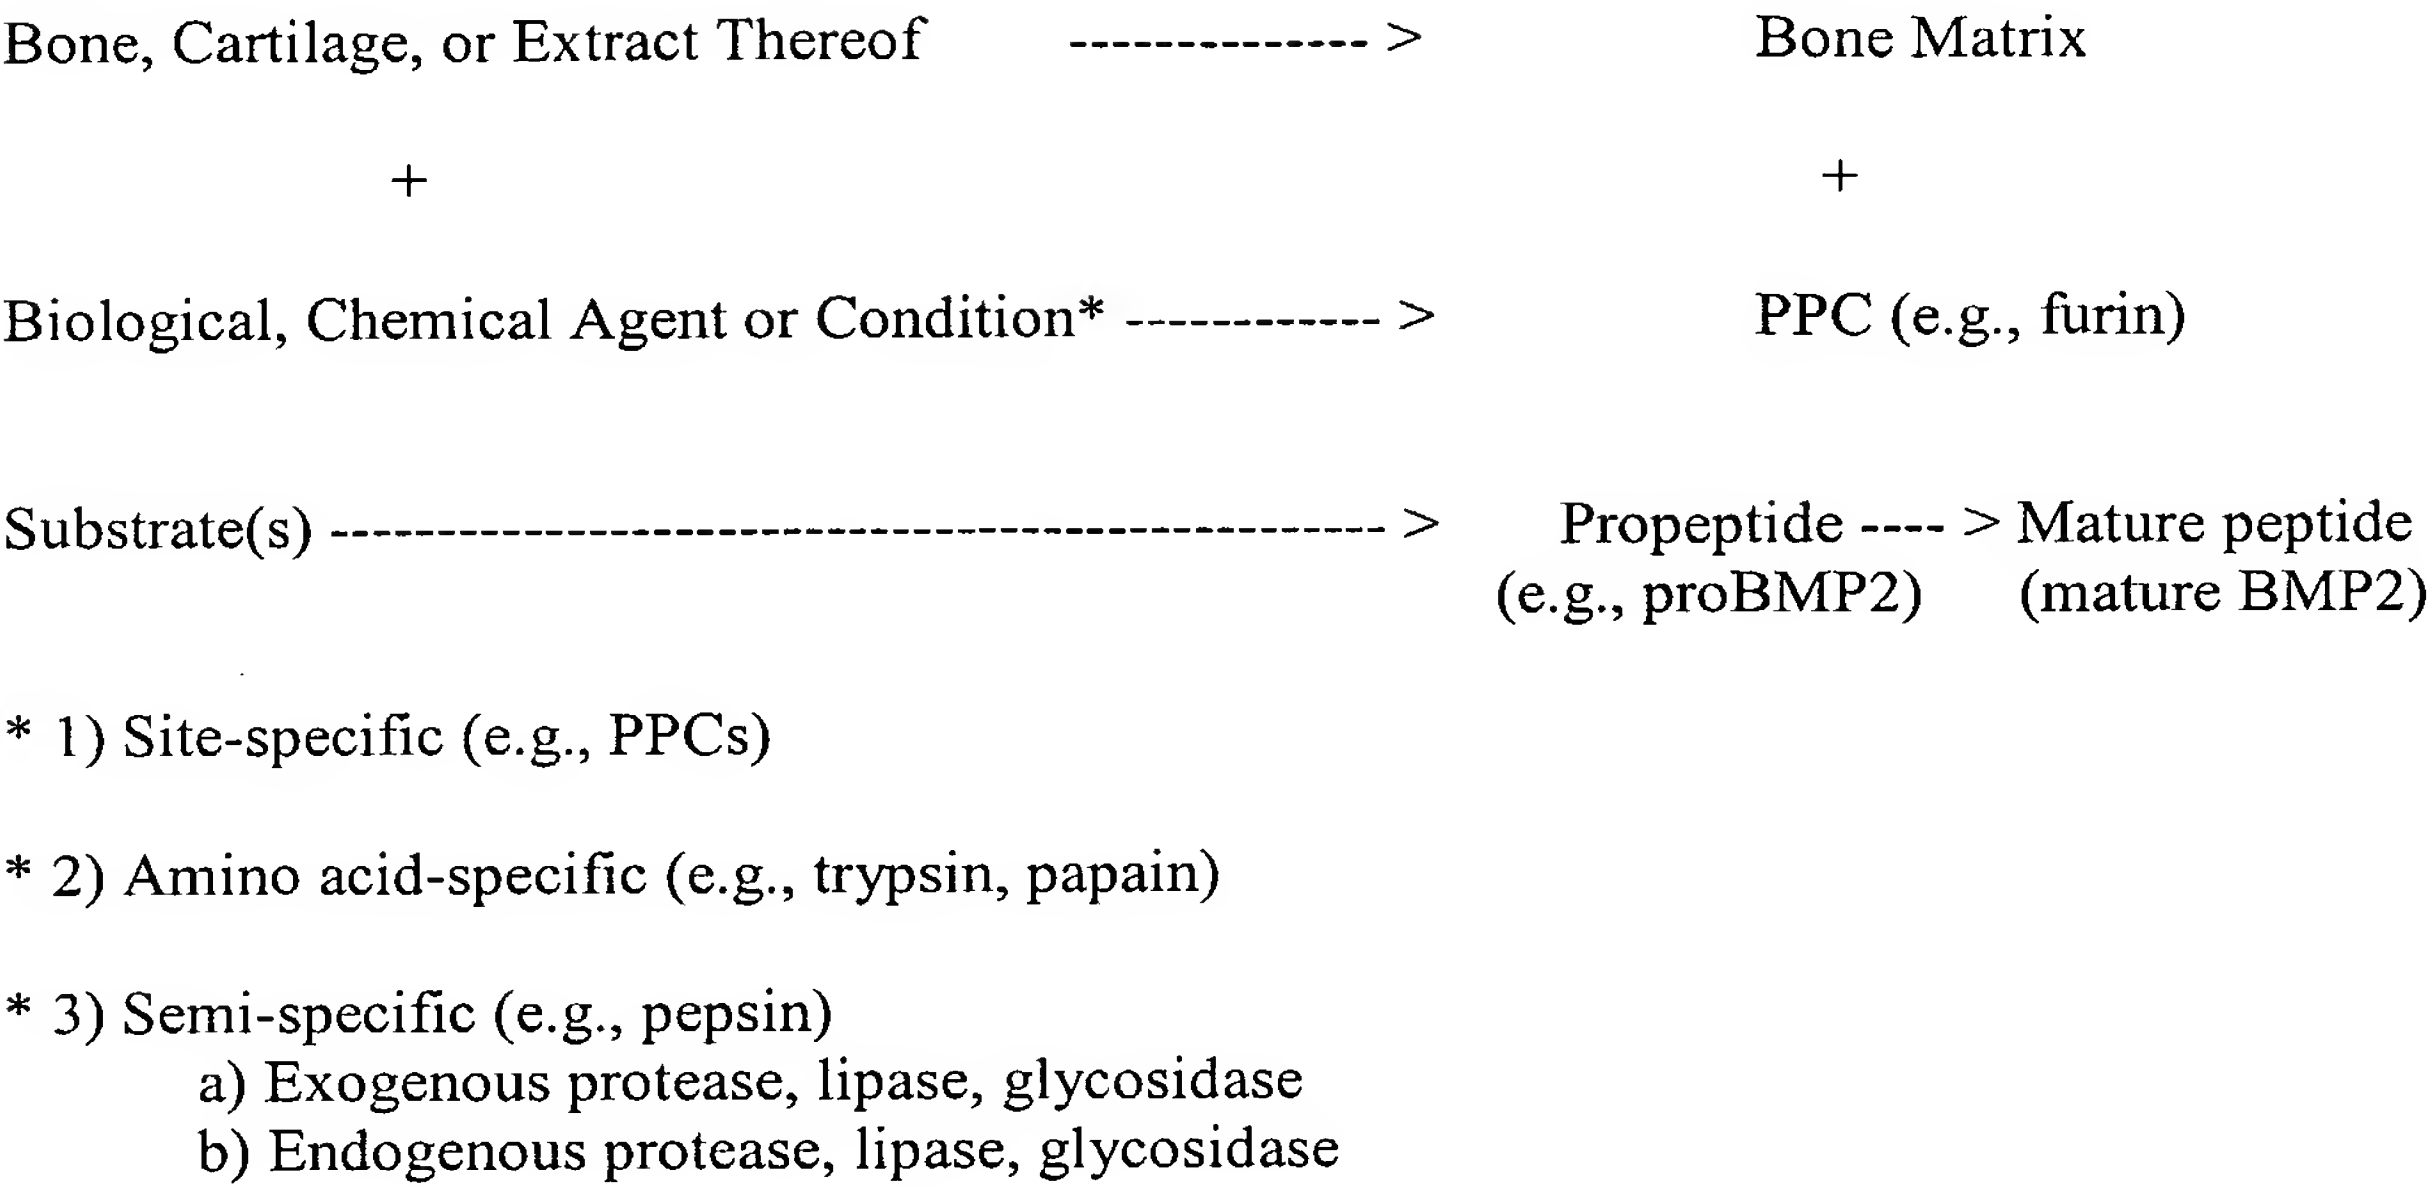 Bone, Cartilage, or Extract Thereof -------------- > Bone Matrix
+ +
Biological, Chemical Agent or Condition* ------------ > PPC (e.g., furin)
Substrate(s) -------------------------------------------------- > Propeptide ---- > Mature peptide
(e.g., proBMP2) (mature BMP2)
* 1) Site-specific (e.g., PPCs)
* 2) Amino acid-specific (e.g., trypsin, papain)
* 3) Semi-specific (e.g., pepsin)
a) Exogenous protease, lipase, glycosidase
b) Endogenous protease, lipase, glycosidase